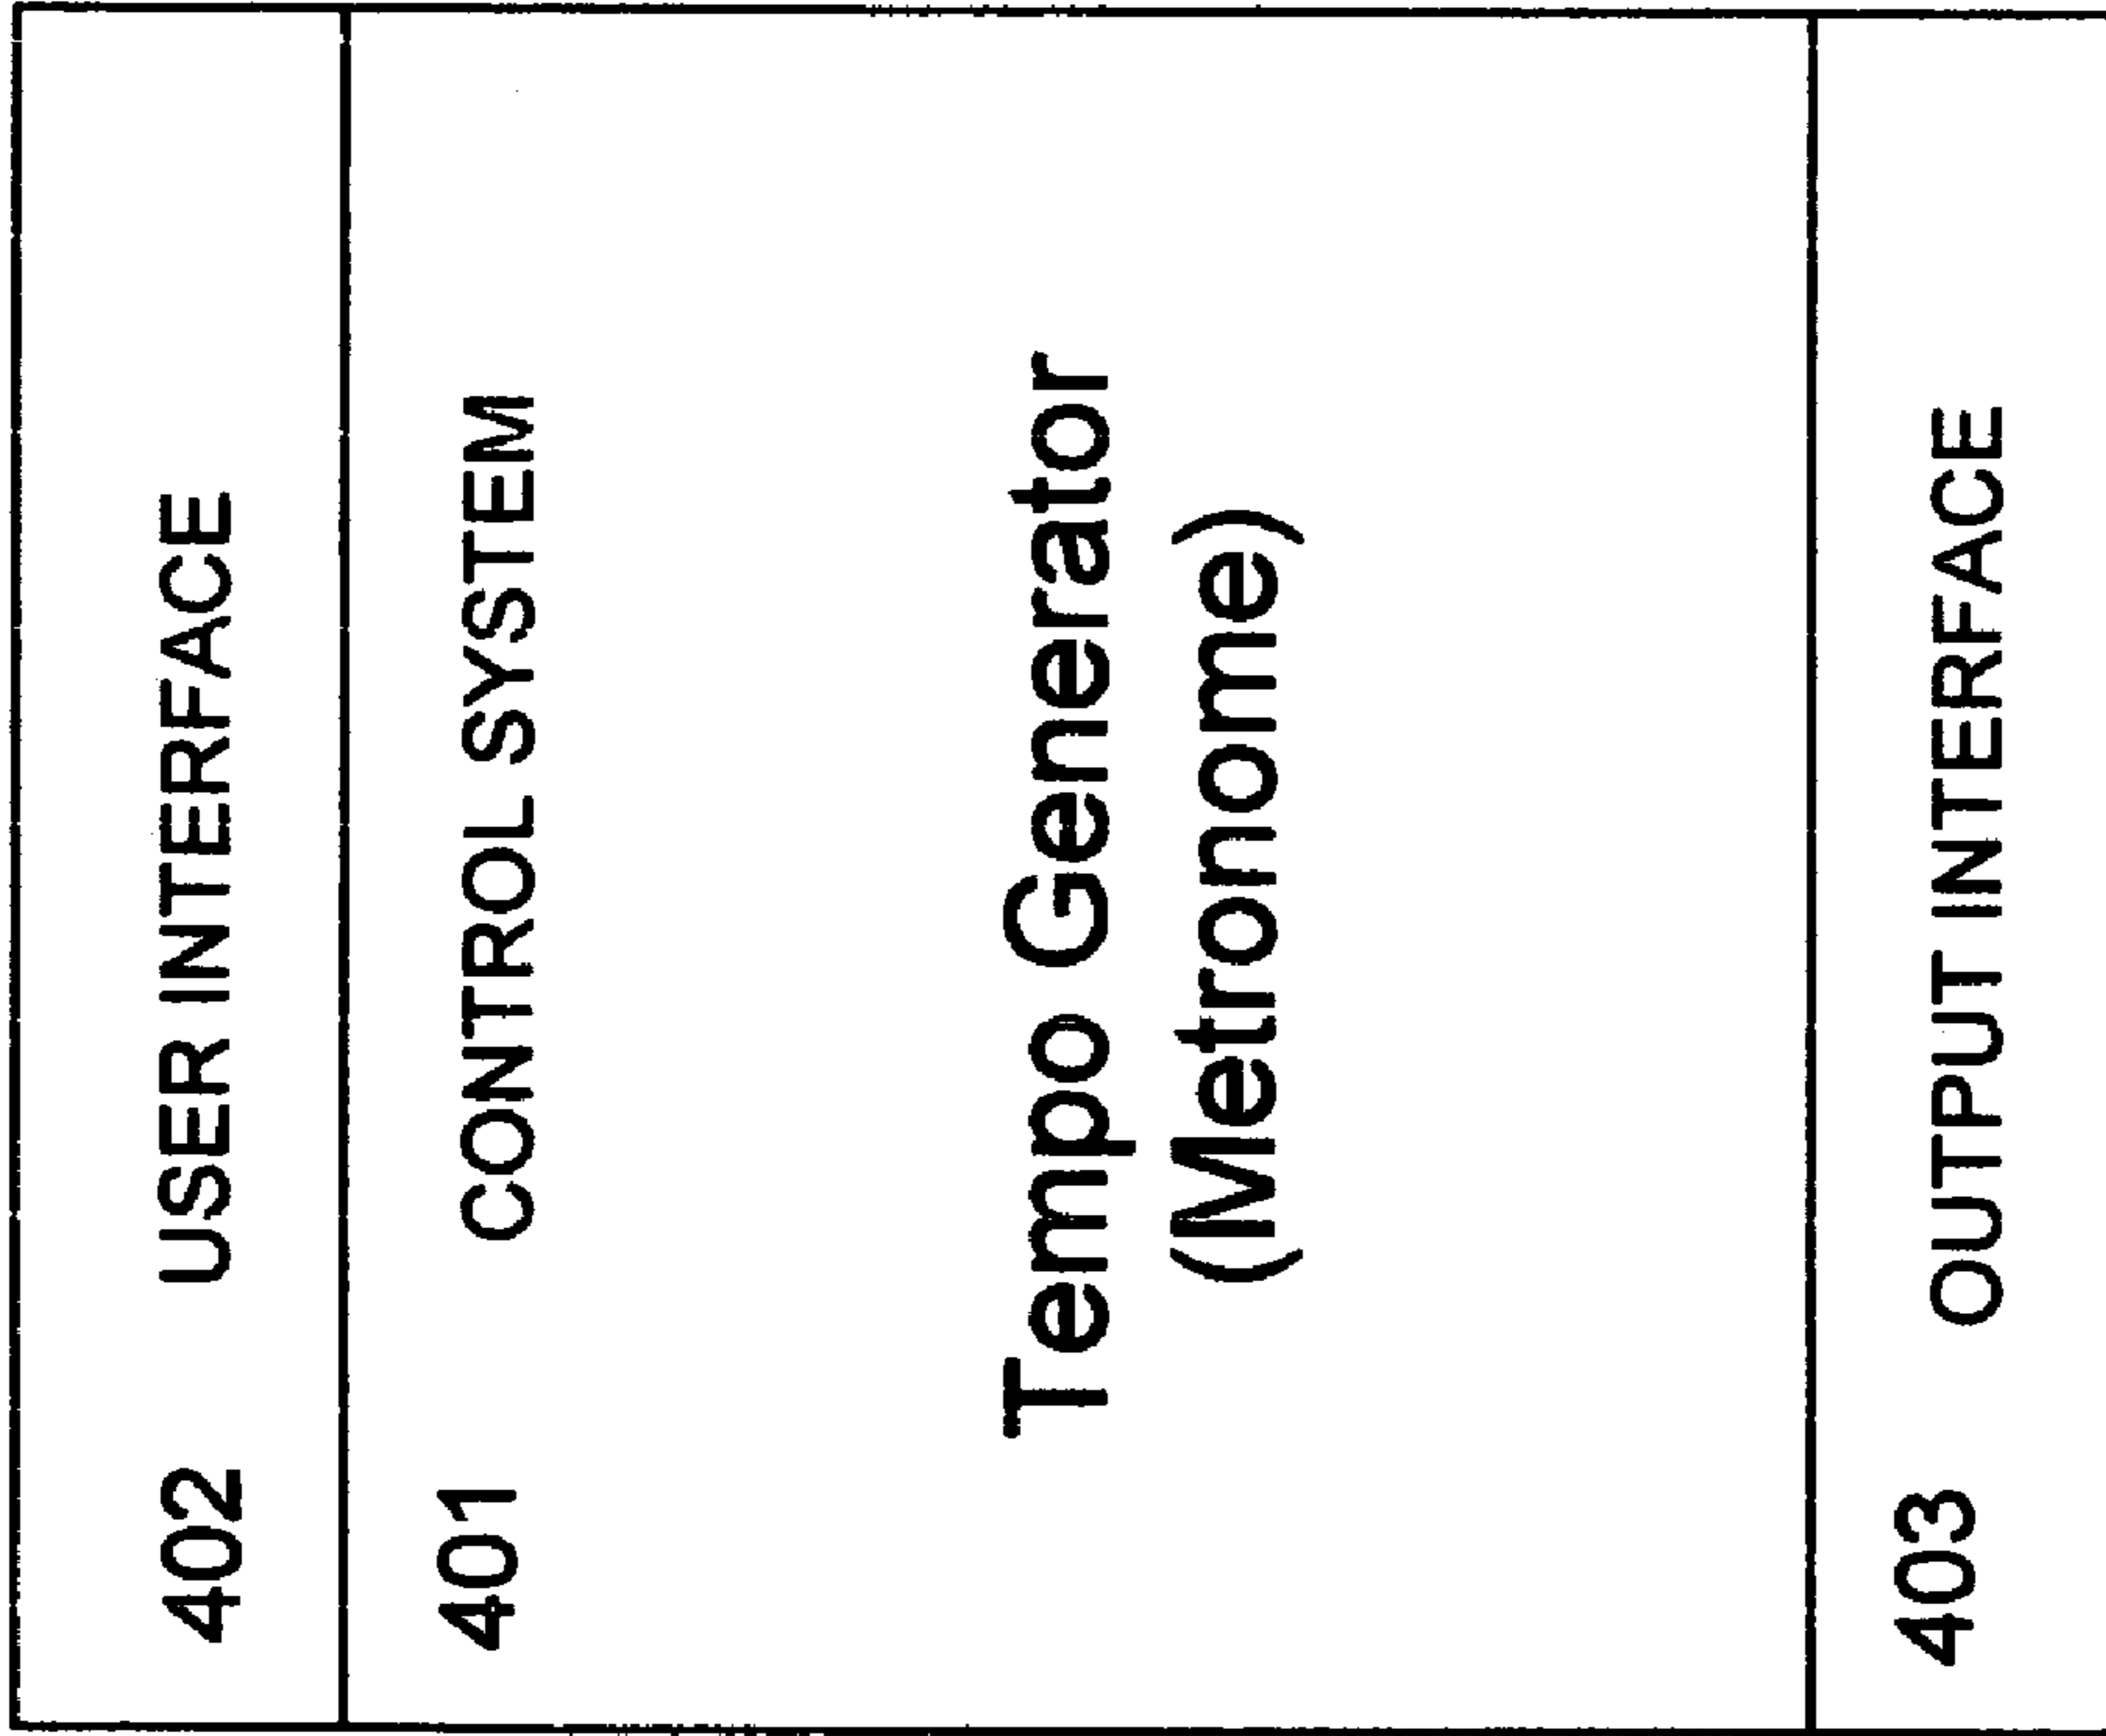 402 USER INTERFACE
401 CONTROL SYSTEM
Tempo Generator
(Metronome)
403 OUTPUT INTERFACE